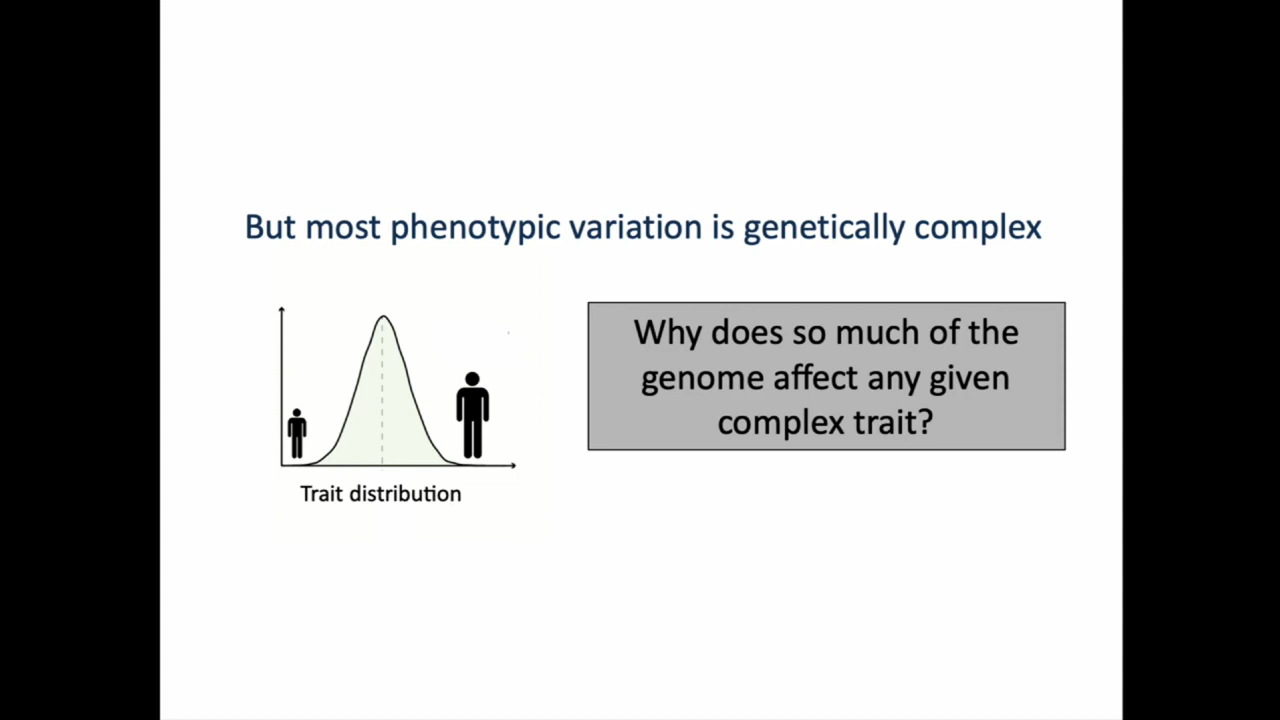 But most phenotypic variation is genetically complex
Why does so much of the
genome affect any given
complex trait?
Trait distribution